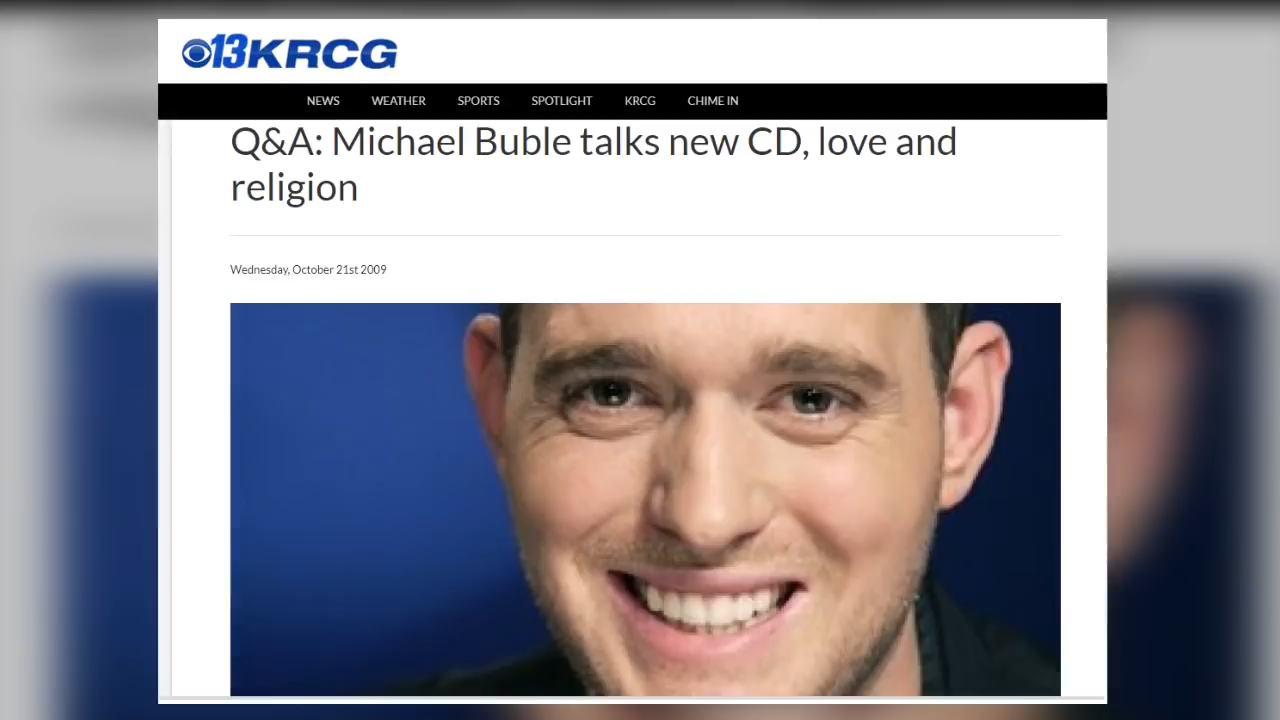 13KRCG
NEWS WEATHER SPORTS SPOTLIGHT KRCG CHIME IN
Q&A: Michael Buble talks new CD, love and
religion
Wednesday, October 21st 2009